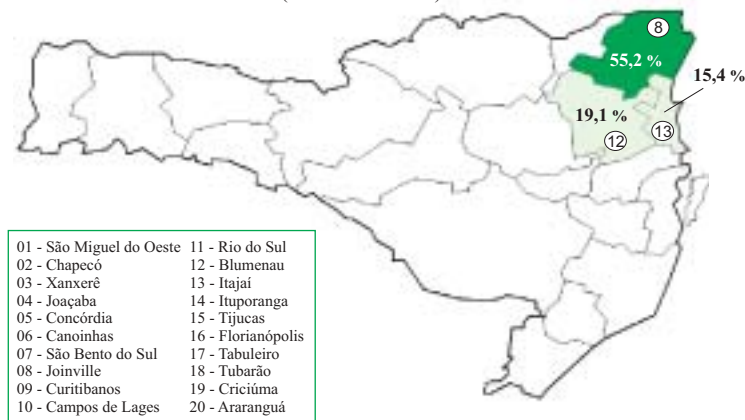 8
55,2 %
15,4 %
19,1 %
12
13
01 - São Miguel do Oeste
02 - Chapecó
03 - Xanxerê
04 - Joaçaba
05 - Concórdia
06 - Canoinhas
07 - São Bento do Sul
08 - Joinville
09 - Curitibanos
10 - Campos de Lages
11 - Rio do Sul
12 - Blumenau
13 - Itajaí
14 - Ituporanga
15 - Tijucas
16 - Florianópolis
17 - Tabuleiro
18 - Tubarão
19 - Criciúma
20 - Araranguá